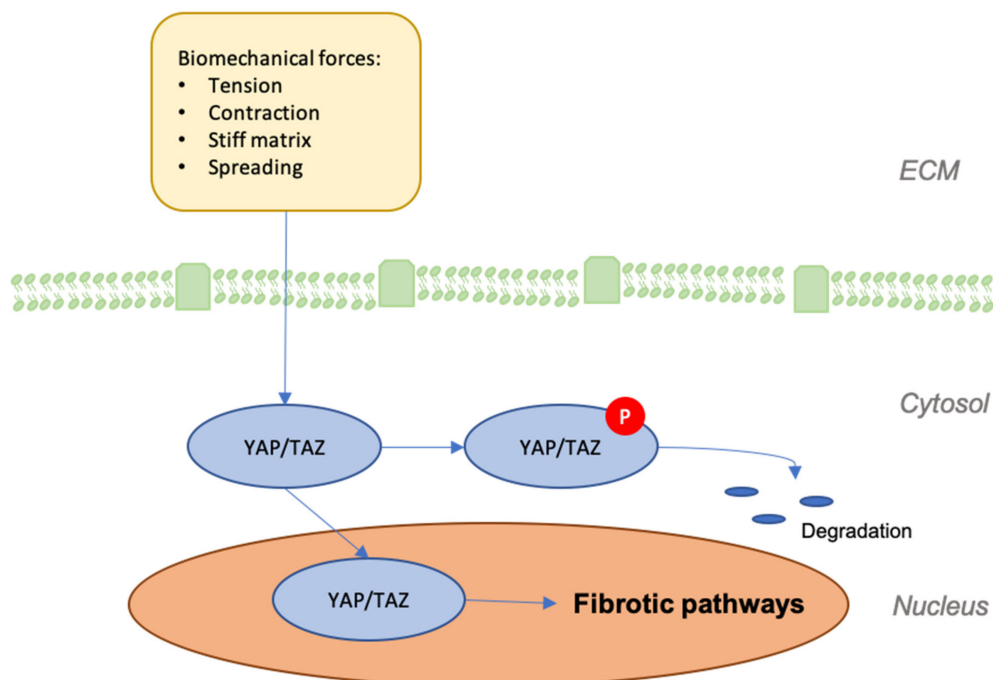 Biomechanical forces:
• Tension
• Contraction
• Stiff matrix
• Spreading
ECM
Cytosol
YAP/TAZ
YAP/TAZ
P
Degradation
YAP/TAZ
Fibrotic pathways
Nucleus